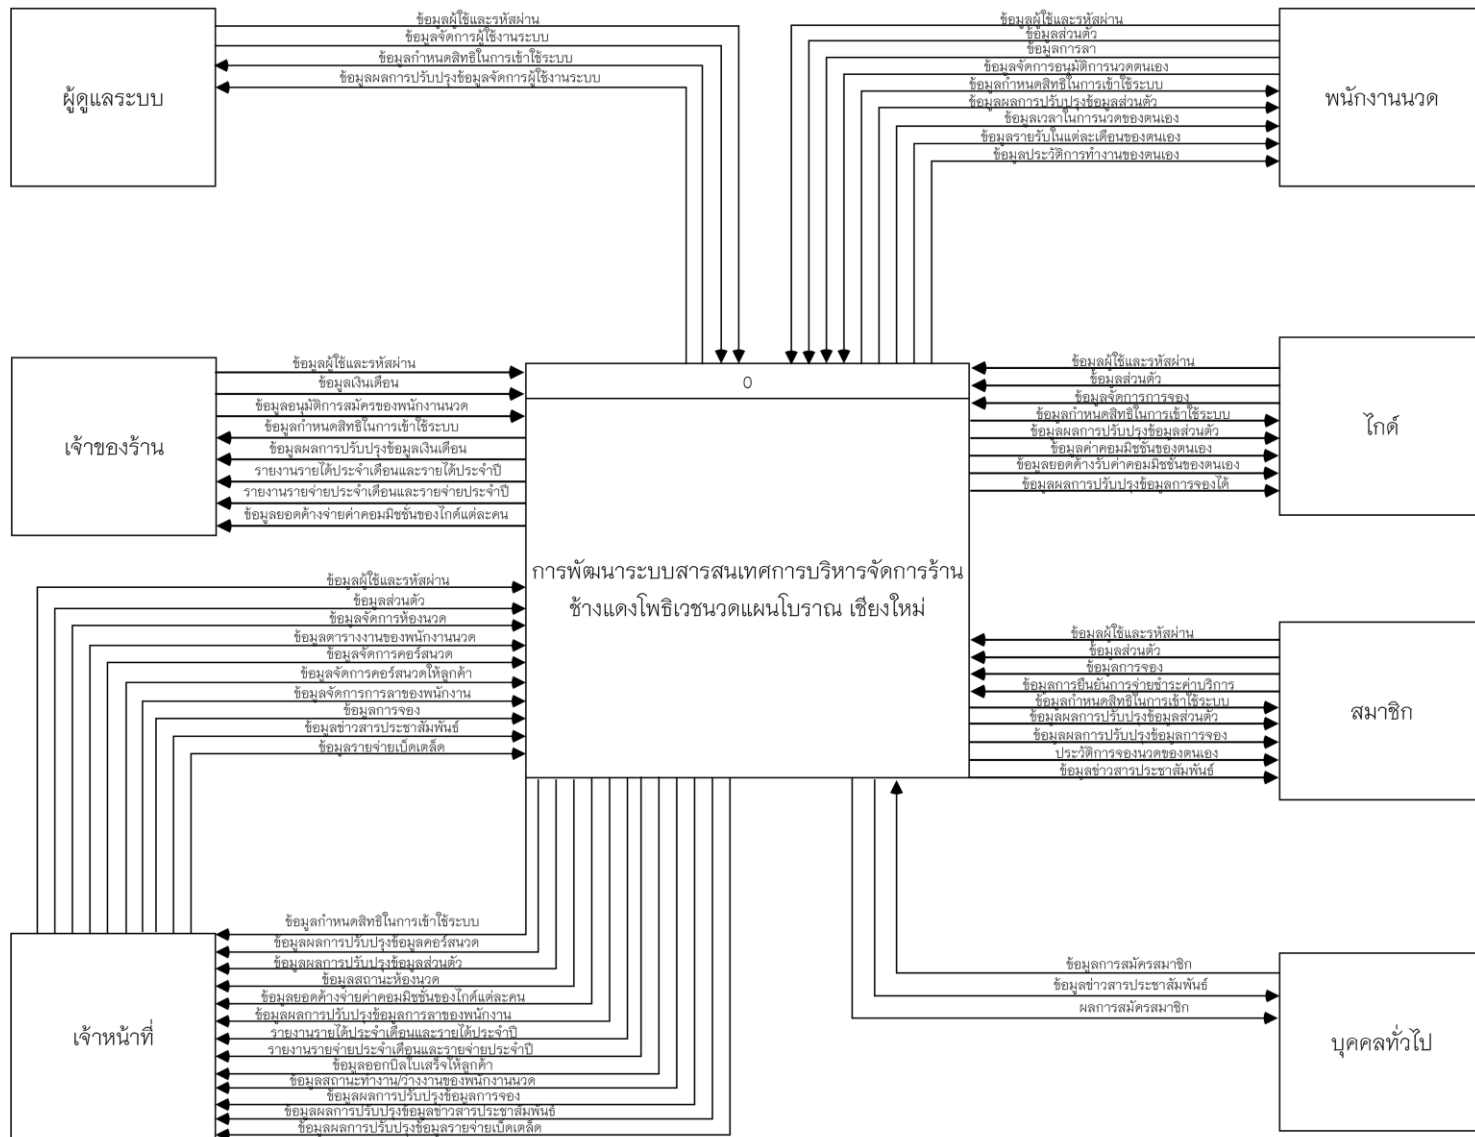 ข้อมูลผู้ใช้และรหัสผ่าน
ข้อมูลจัดการผู้ใช้งานระบบ
ข้อมูลกำหนดสิทธิในการเข้าใช้ระบบ
ข้อมูลผลการปรับปรุงข้อมูลจัดการผู้ใช้งานระบบ
ผู้ดูแลระบบ
ข้อมูลผู้ใช้และรหัสผ่าน
ข้อมูลส่วนตัว
ข้อมูลการลา
ข้อมูลจัดการอนุมัติการนวดตนเอง
ข้อมูลกำหนดสิทธิในการเข้าใช้ระบบ
ข้อมูลผลการปรับปรุงข้อมูลส่วนตัว
ข้อมูลเวลาในการนวดของตนเอง
ข้อมูลรายรับในแต่ละเดือนของตนเอง
ข้อมูลประวัติการทำงานของตนเอง
พนักงานนวด
ข้อมูลผู้ใช้และรหัสผ่าน
ข้อมูลเงินเดือน
ข้อมูลอนุมัติการสมัครของพนักงานนวด
ข้อมูลกำหนดสิทธิในการเข้าใช้ระบบ
ข้อมูลผลการปรับปรุงข้อมูลเงินเดือน
รายงานรายได้ประจำเดือนและรายได้ประจำปี
รายงานรายจ่ายประจำเดือนและรายจ่ายประจำปี
ข้อมูลยอดค้างจ่ายค่าคอมมิชชั่นของไกด์แต่ละคน
เจ้าของร้าน
0
การพัฒนาระบบสารสนเทศการบริหารจัดการร้าน
ช้างแดงโพธิเวชนวดแผนโบราณ เชียงใหม่
ข้อมูลผู้ใช้และรหัสผ่าน
ข้อมูลส่วนตัว
ข้อมูลจัดการการจอง
ข้อมูลกำหนดสิทธิในการเข้าใช้ระบบ
ข้อมูลผลการปรับปรุงข้อมูลส่วนตัว
ข้อมูลค่าคอมมิชชั่นของตนเอง
ข้อมูลยอดค้างรับค่าคอมมิชชั่นของตนเอง
ข้อมูลผลการปรับปรุงข้อมูลการจองได้
ไกด์
ข้อมูลผู้ใช้และรหัสผ่าน
ข้อมูลส่วนตัว
ข้อมูลจัดการห้องนวด
ข้อมูลตารางงานของพนักงานนวด
ข้อมูลจัดการคอร์สนวด
ข้อมูลจัดการคอร์สนวดให้ลูกค้า
ข้อมูลจัดการการลาของพนักงาน
ข้อมูลการจอง
ข้อมูลข่าวสารประชาสัมพันธ์
ข้อมูลรายจ่ายเบ็ดเตล็ด
ข้อมูลผู้ใช้และรหัสผ่าน
ข้อมูลส่วนตัว
ข้อมูลการจอง
ข้อมูลการยืนยันการจ่ายชำระค่าบริการ
ข้อมูลกำหนดสิทธิในการเข้าใช้ระบบ
ข้อมูลผลการปรับปรุงข้อมูลส่วนตัว
ข้อมูลผลการปรับปรุงข้อมูลการจอง
ประวัติการจองนวดของตนเอง
ข้อมูลข่าวสารประชาสัมพันธ์
สมาชิก
ข้อมูลกำหนดสิทธิในการเข้าใช้ระบบ
ข้อมูลผลการปรับปรุงข้อมูลคอร์สนวด
ข้อมูลผลการปรับปรุงข้อมูลส่วนตัว
ข้อมูลสถานะห้องนวด
ข้อมูลยอดค้างจ่ายค่าคอมมิชชั่นของไกด์แต่ละคน
ข้อมูลผลการปรับปรุงข้อมูลการลาของพนักงาน
รายงานรายได้ประจำเดือนและรายได้ประจำปี
รายงานรายจ่ายประจำเดือนและรายจ่ายประจำปี
ข้อมูลออกบิลใบเสร็จให้ลูกค้า
ข้อมูลสถานะทำงาน/ว่างงานของพนักงานนวด
ข้อมูลผลการปรับปรุงข้อมูลการจอง
ข้อมูลผลการปรับปรุงข้อมูลข่าวสารประชาสัมพันธ์
ข้อมูลผลการปรับปรุงข้อมูลรายจ่ายเบ็ดเตล็ด
เจ้าหน้าที่
ข้อมูลการสมัครสมาชิก
ข้อมูลข่าวสารประชาสัมพันธ์
ผลการสมัครสมาชิก
บุคคลทั่วไป